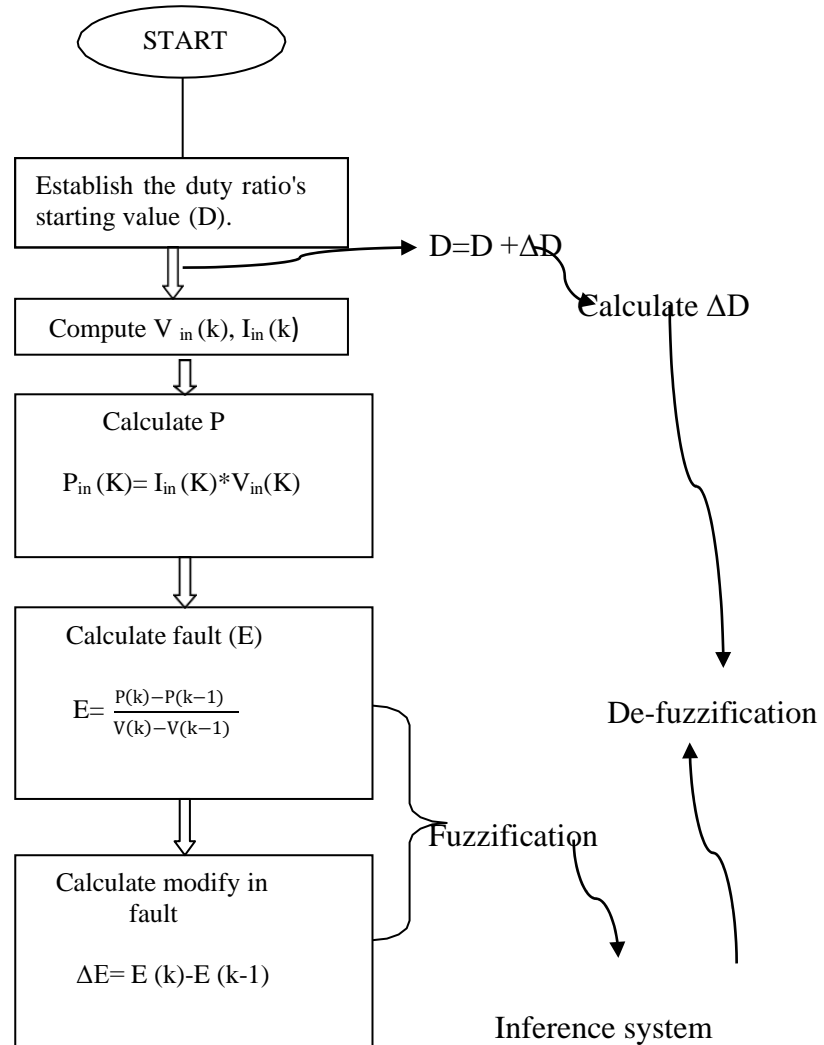 START
Establish the duty ratio's
starting value (D).
D=D +ΔD
Calculate ΔD
Compute V in (k), Iin (k)
Calculate P
Pin (K)= Iin (K)*Vin(K)
Calculate fault (E)
E= P(k)−P(k−1)
V(k)−V(k−1)
De-fuzzification
Fuzzification
Calculate modify in
fault
ΔE= E (k)-E (k-1)
Inference system